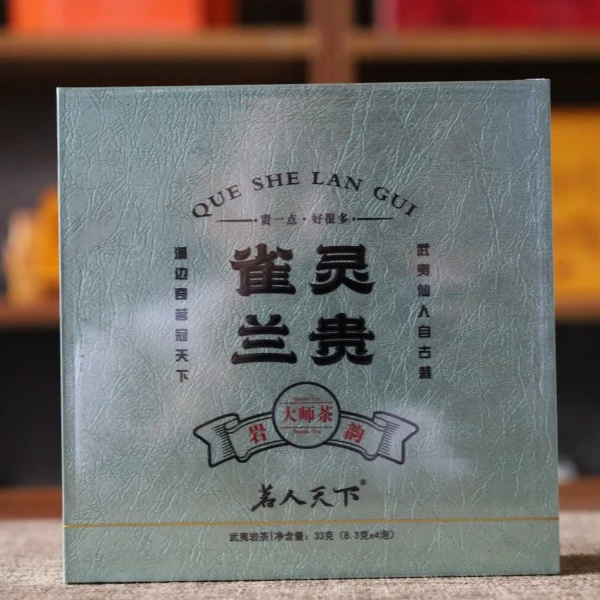 QUE SHE LAN GUI
贵一点·好很多
雀灵
兰贵
溪边奇茗冠天下
武夷仙人自古栽
大师茶
岩韵
茗人天下®
武夷岩茶|净含量：33克（8.3克x4泡）